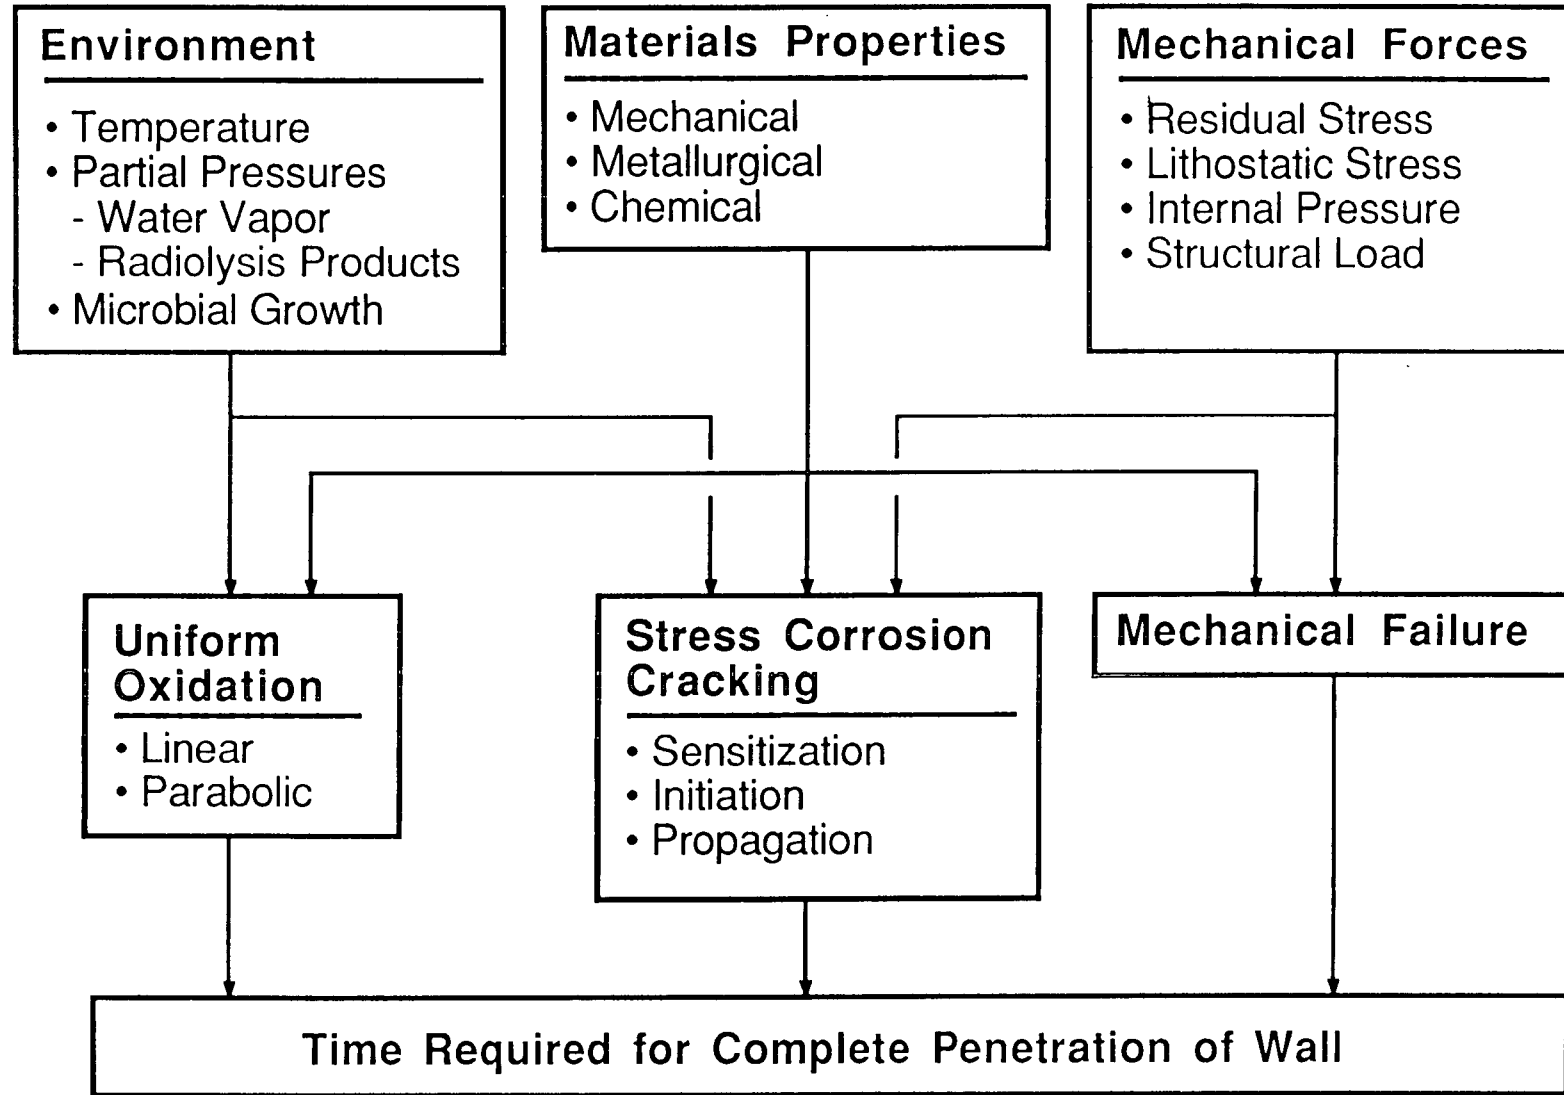 Environment
• Temperature
• Partial Pressures
- Water Vapor
- Radiolysis Products
• Microbial Growth
Materials Properties
• Mechanical
• Metallurgical
• Chemical
Mechanical Forces
• Residual Stress
• Lithostatic Stress
• Internal Pressure
• Structural Load
Uniform
Oxidation
• Linear
• Parabolic
Stress Corrosion
Cracking
• Sensitization
• Initiation
• Propagation
Mechanical Failure
Time Required for Complete Penetration of Wall